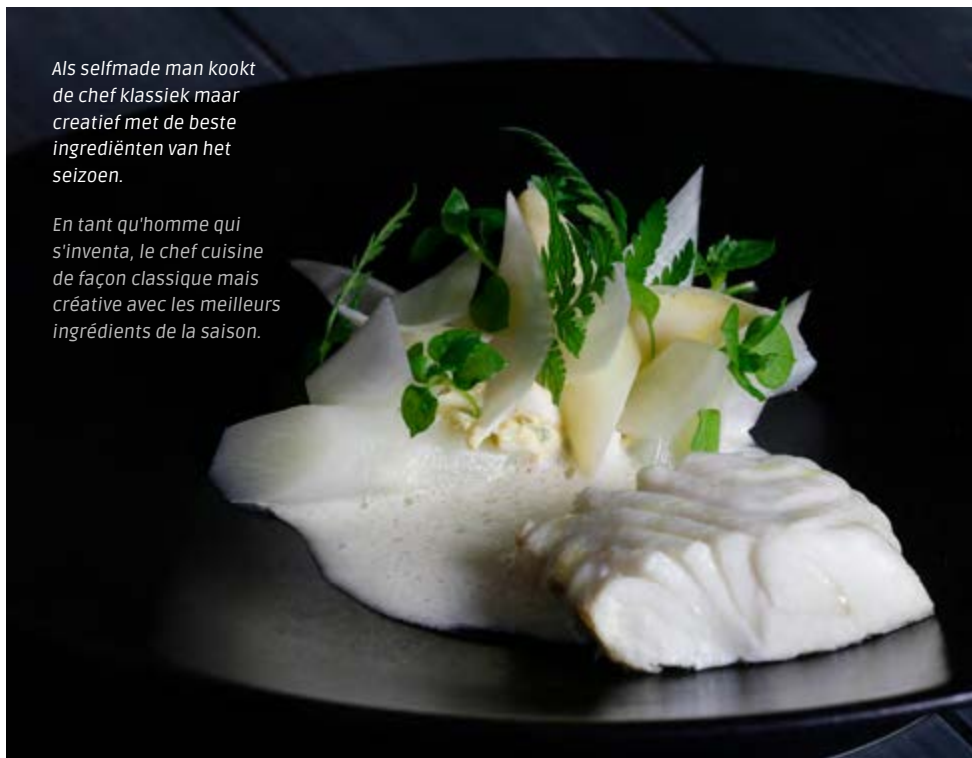 Als selfmade man kookt
de chef klassiek maar
creatief met de beste
ingrediënten van het
seizoen.
En tant qu'homme qui
s'inventa, le chef cuisine
de façon classique mais
créative avec les meilleurs
ingrédients de la saison.